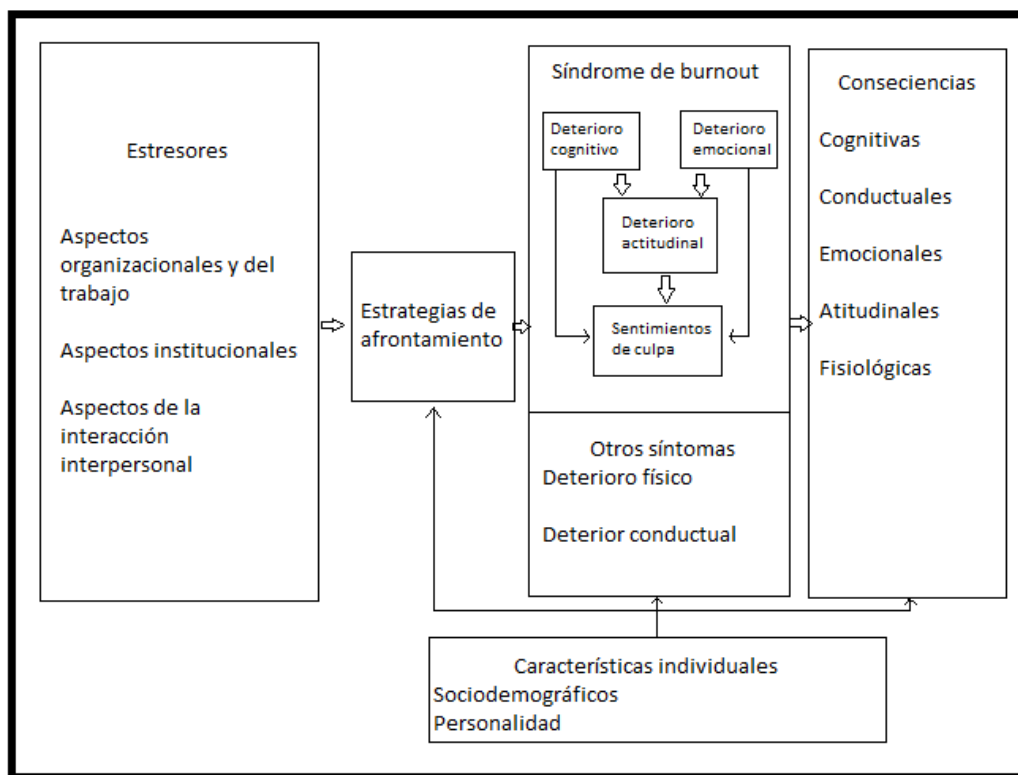 Estresores
Aspectos
organizacionales y del
trabajo
Aspectos institucionales
Aspectos de la
interacción
interpersonal
Estrategias de
afrontamiento
Síndrome de burnout
Deterioro
cognitivo
Deterioro
emocional
Deterioro
actitudinal
Sentimientos
de culpa
Otros síntomas
Deterioro físico
Deterior conductual
Conseciencias
Cognitivas
Conductuales
Emocionales
Atitudinales
Fisiológicas
Características individuales
Sociodemográficos
Personalidad